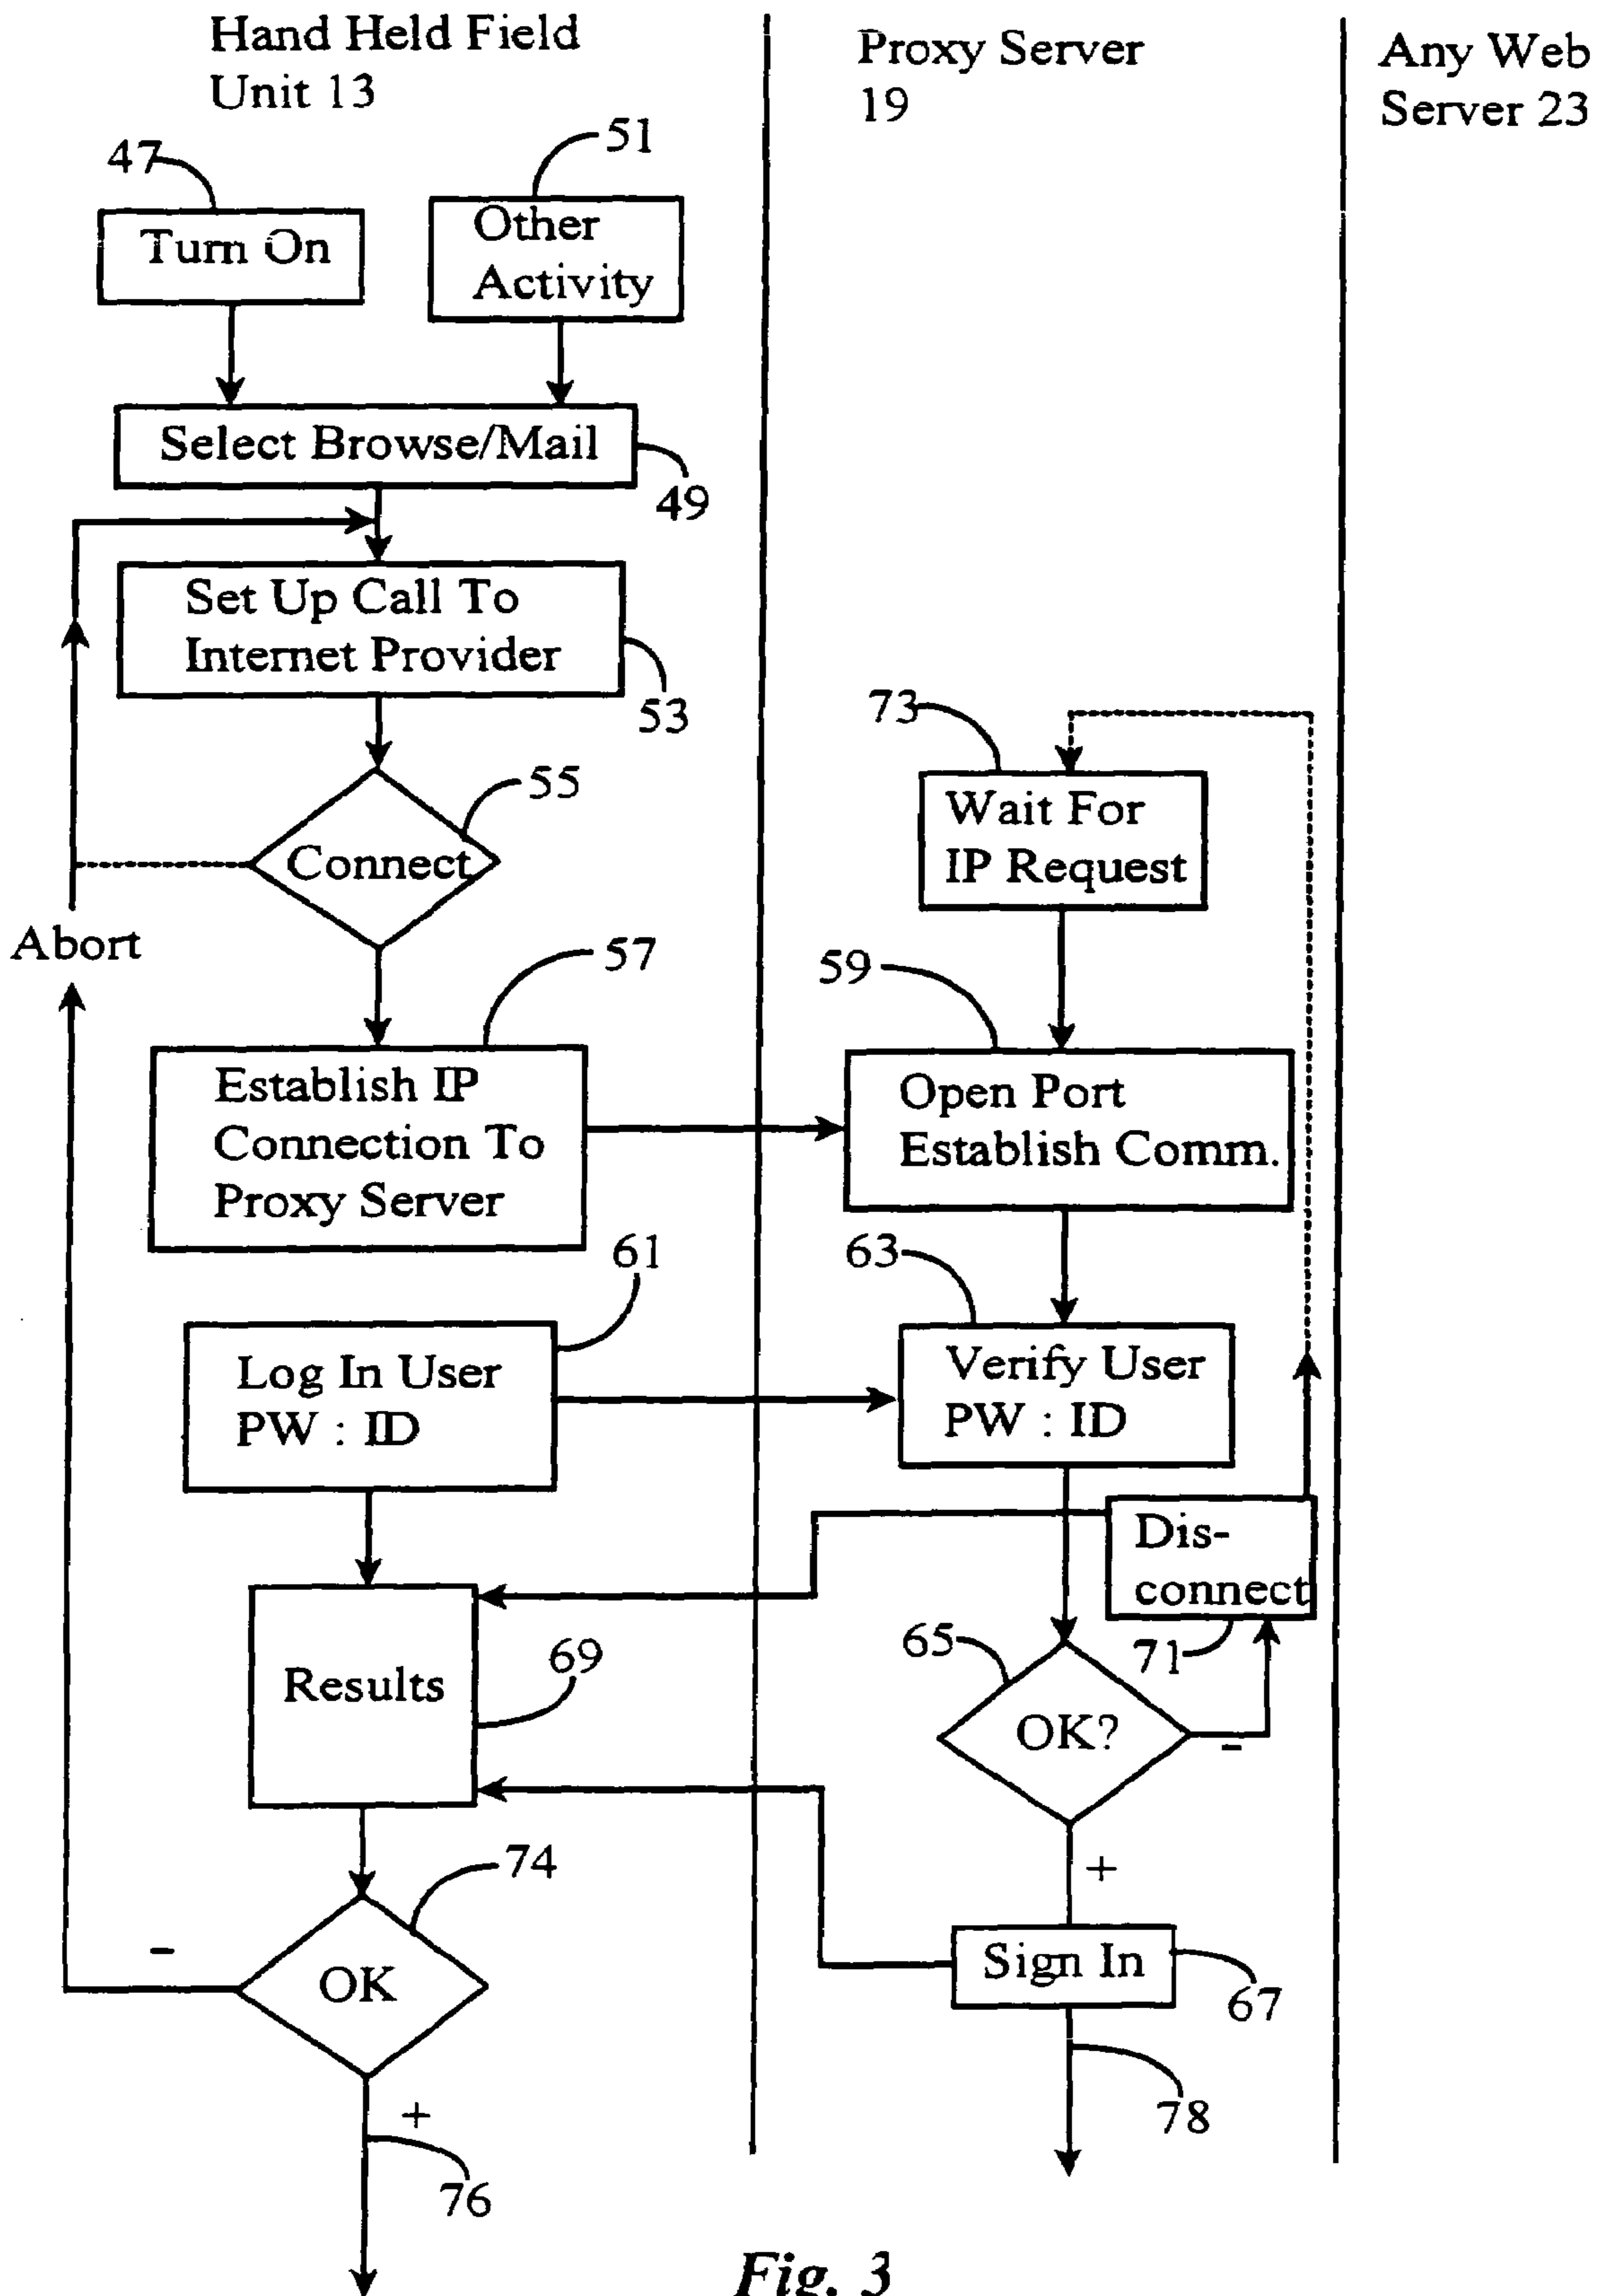 Hand Held Field
Unit 13
Proxy Server
19
Any Web
Server 23
47
51
Turn On
Other
Activity
Select Browse/Mail
49
Set Up Call To
Internet Provider
53
55
Connect
Abort
57
Establish IP
Connection To
Proxy Server
73
Wait For
IP Request
59
Open Port
Establish Comm.
61
Log In User
PW : ID
63
Verify User
PW : ID
Dis-
connect
71
Results
69
65
OK?
-
+
Sign In
67
78
74
OK
-
+
76
Fig. 3